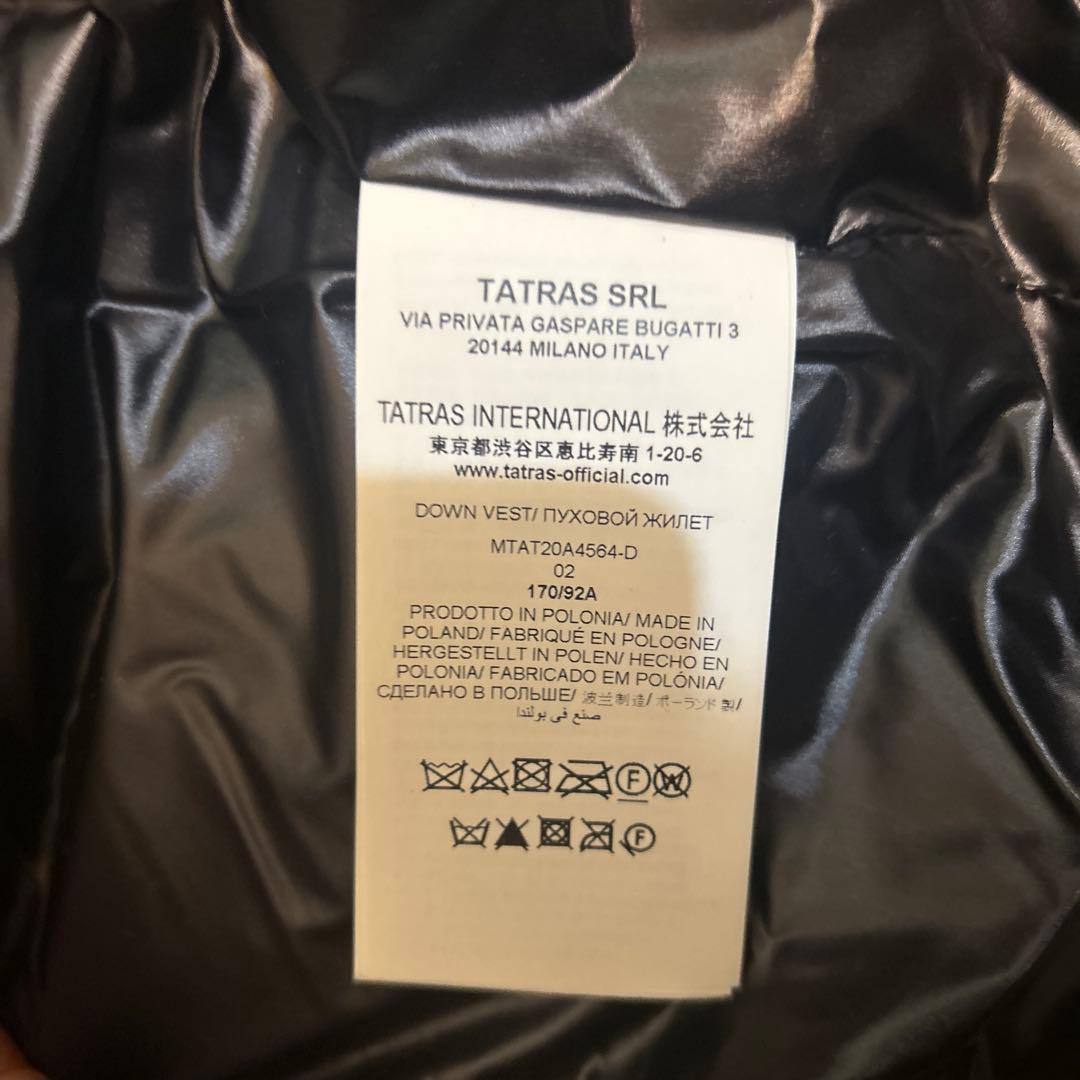 TATRAS SRL
VIA PRIVATA GASPARE BUGATTI 3
20144 MILANO ITALY
TATRAS INTERNATIONAL 株式会社
東京都渋谷区恵比寿南 1-20-6
www.tatras-official.com
DOWN VEST/ ПУХОВОЙ ЖИЛЕТ
MTAT20A4564-D
02
170/92A
PRODOTTO IN POLONIA/ MADE IN
POLAND/ FABRIQUÉ EN POLOGNE/
HERGESTELLT IN POLEN/ HECHO EN
POLONIA/ FABRICADO EM POLÓNIA/
СДЕЛАНО В ПОЛЬШЕ/ 波兰制造/ ポーランド製/
صنع في بولندا
F W
F